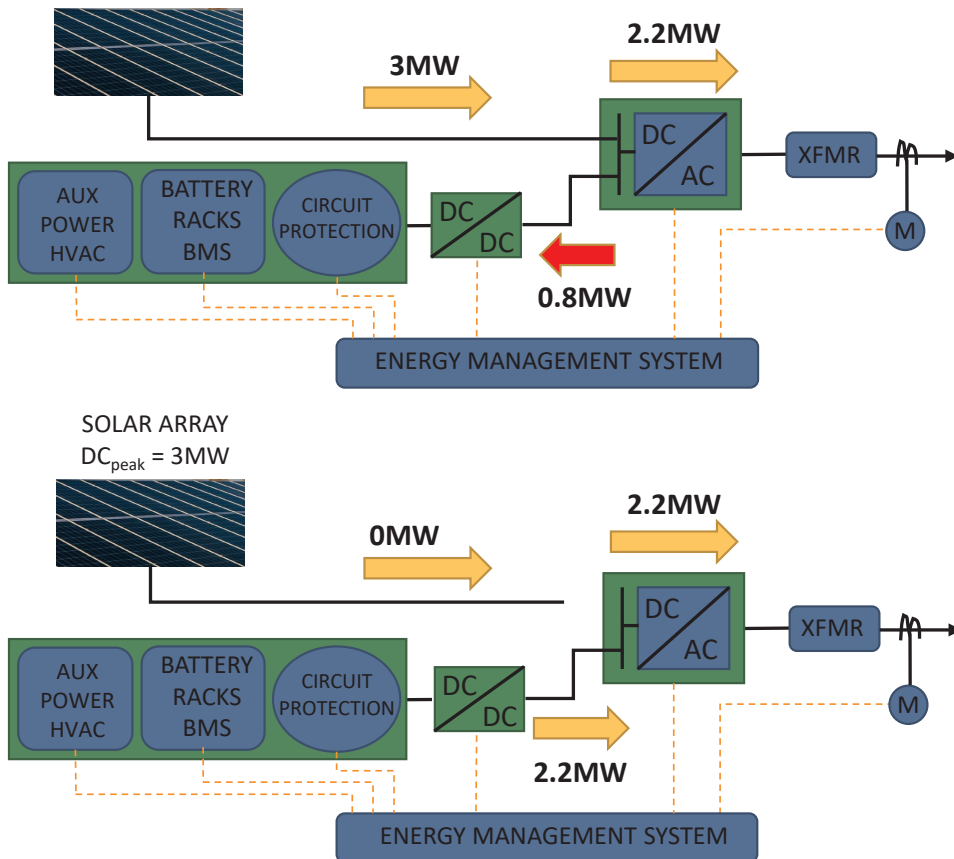 2.2MW
3MW
DC
AC
XFMR
AUX
POWER
HVAC
BATTERY
RACKS
BMS
CIRCUIT
PROTECTION
DC
DC
M
0.8MW
ENERGY MANAGEMENT SYSTEM
SOLAR ARRAY
DCpeak = 3MW
2.2MW
0MW
DC
AC
XFMR
AUX
POWER
HVAC
BATTERY
RACKS
BMS
CIRCUIT
PROTECTION
DC
DC
M
2.2MW
ENERGY MANAGEMENT SYSTEM